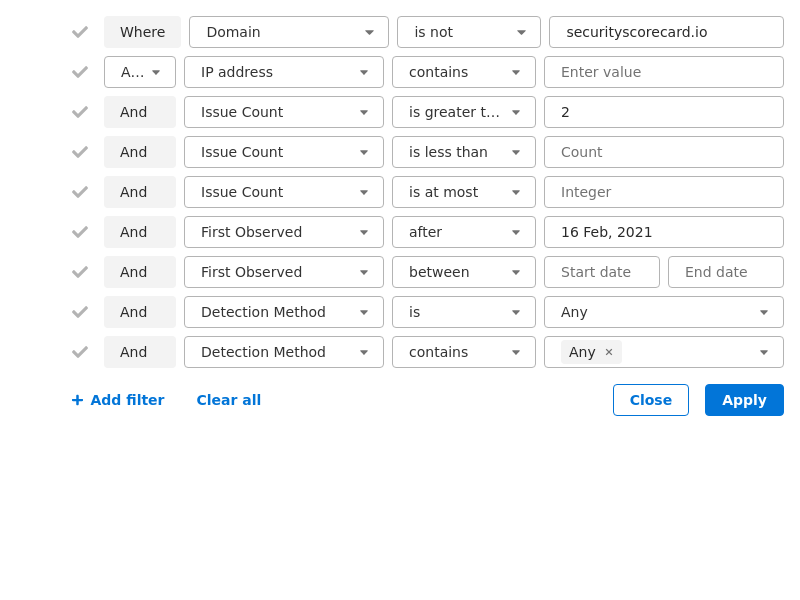 Where Domain is not securityscorecard.io
A... IP address contains Enter value
And Issue Count is greater t... 2
And Issue Count is less than Count
And Issue Count is at most Integer
And First Observed after 16 Feb, 2021
And First Observed between Start date End date
And Detection Method is Any
And Detection Method contains Any ×
+ Add filter Clear all Close Apply